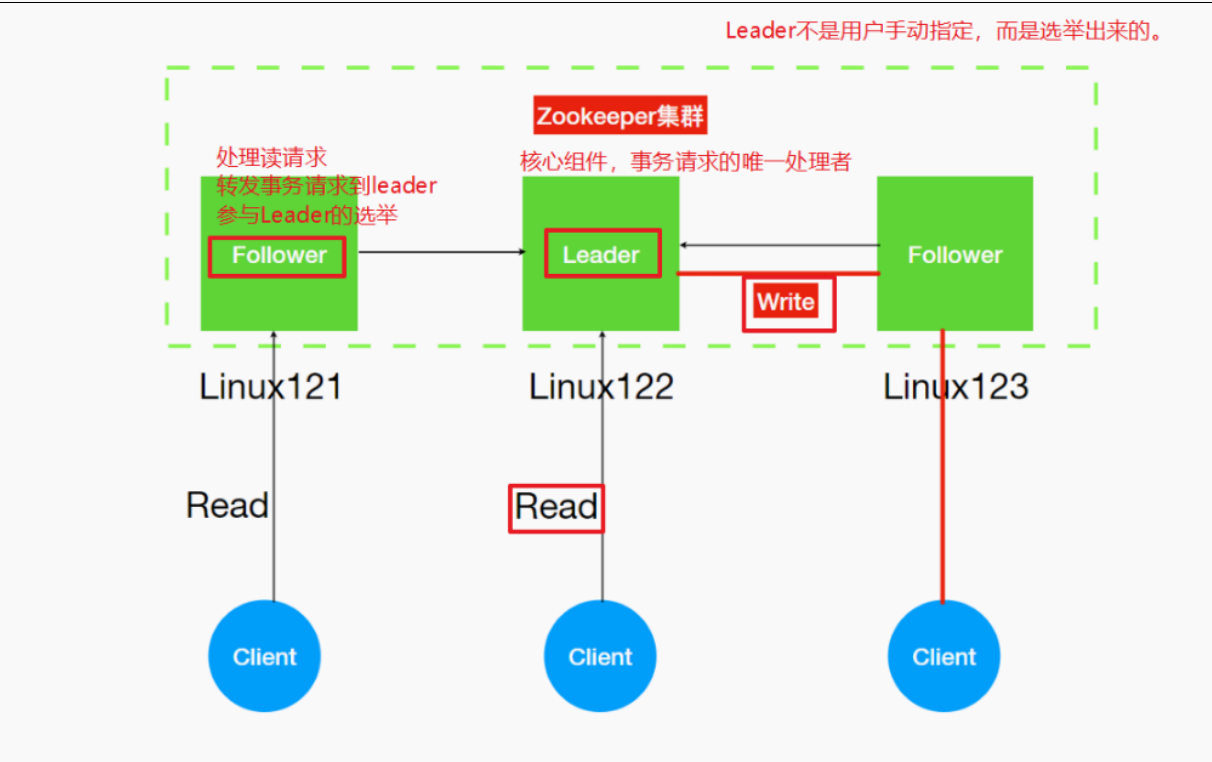 Leader不是用户手动指定，而是选举出来的。
Zookeeper集群
处理读请求
转发事务请求到leader
参与Leader的选举
核心组件，事务请求的唯一处理者
Follower
Leader
Follower
Write
Linux121
Linux122
Linux123
Read
Read
Client
Client
Client